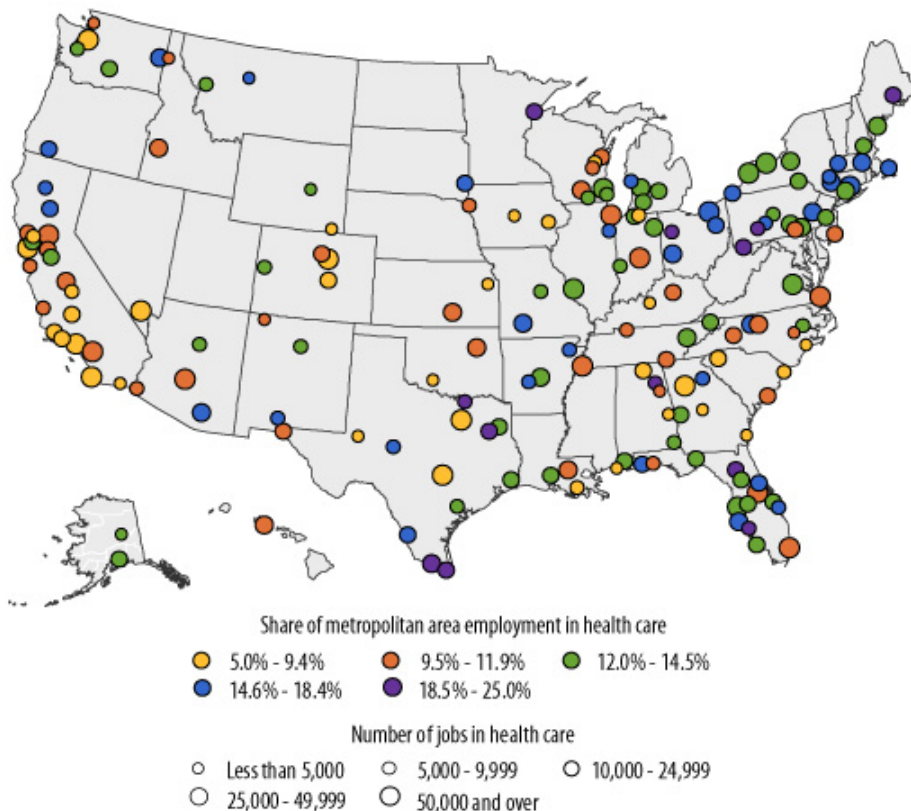 Share of metropolitan area employment in health care
5.0% - 9.4% 9.5% - 11.9% 12.0% - 14.5%
14.6% - 18.4% 18.5% - 25.0%
Number of jobs in health care
Less than 5,000 5,000 - 9,999 10,000 - 24,999
25,000 - 49,999 50,000 and over